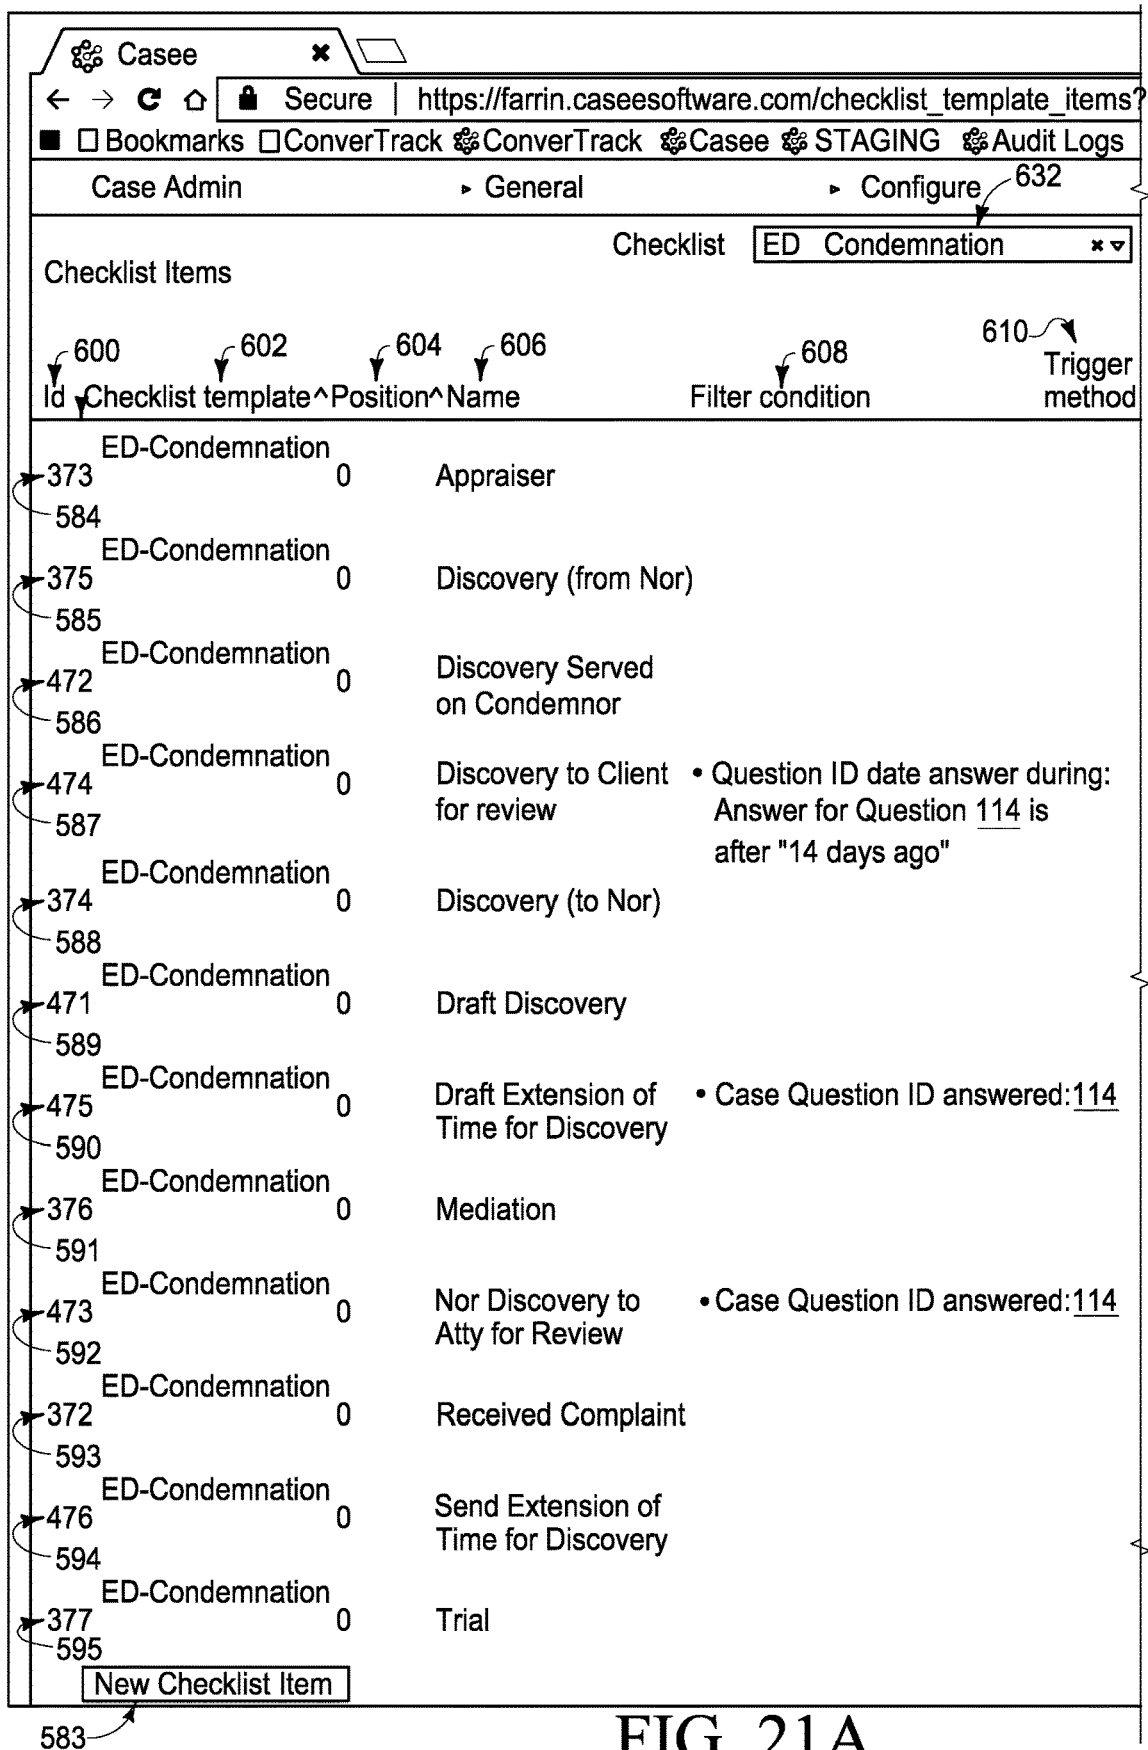 Casee
Secure | https://farrin.caseesoftware.com/checklist_template_items?
Bookmarks ConverTrack ConverTrack Casee STAGING Audit Logs
Case Admin General Configure 632
Checklist ED Condemnation
Checklist Items
600 602 604 606 608 610
Id Checklist template^Position^Name Filter condition Trigger
method
ED-Condemnation
373 0 Appraiser
584
ED-Condemnation
375 0 Discovery (from Nor)
585
ED-Condemnation
472 0 Discovery Served
on Condemnor
586
ED-Condemnation
474 0 Discovery to Client • Question ID date answer during:
for review Answer for Question 114 is
587 after "14 days ago"
ED-Condemnation
374 0 Discovery (to Nor)
588
ED-Condemnation
471 0 Draft Discovery
589
ED-Condemnation
475 0 Draft Extension of • Case Question ID answered:114
Time for Discovery
590
ED-Condemnation
376 0 Mediation
591
ED-Condemnation
473 0 Nor Discovery to • Case Question ID answered:114
Atty for Review
592
ED-Condemnation
372 0 Received Complaint
593
ED-Condemnation
476 0 Send Extension of
Time for Discovery
594
ED-Condemnation
377 0 Trial
595
New Checklist Item
583
FIG. 21A